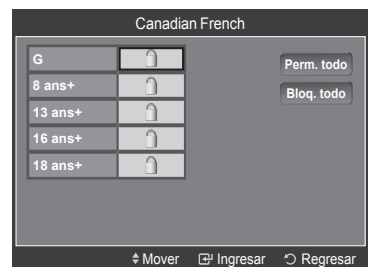 Canadian French
G
8 ans+
13 ans+
16 ans+
18 ans+
Perm. todo
Bloq. todo
Mover Ingresar Regresar